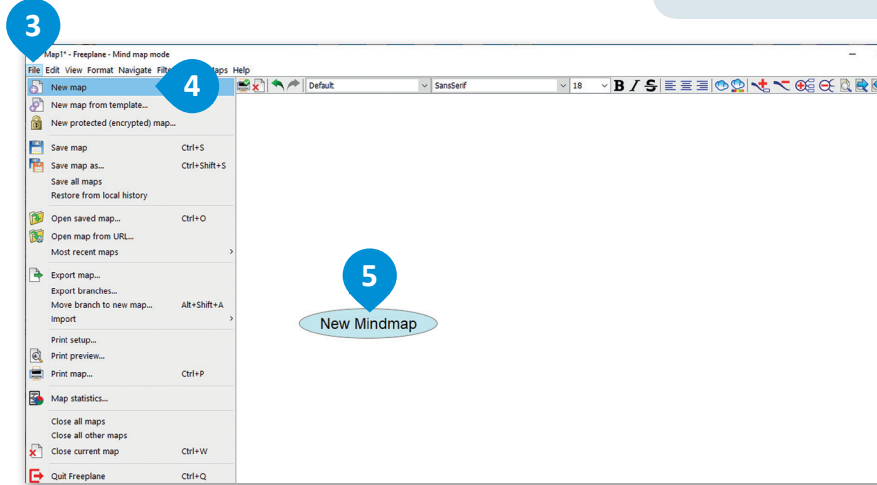 3
Map1* - Freeplane - Mind map mode
File Edit View Format Navigate Help
4
New map
Default SansSerif 18 B I S
New map from template...
New protected (encrypted) map...
Save map Ctrl+S
Save map as... Ctrl+Shift+S
Save all maps
Restore from local history
Open saved map... Ctrl+O
Open map from URL...
Most recent maps
Export map...
Export branches...
Move branch to new map... Alt+Shift+A
Import
Print setup...
Print preview...
Print map... Ctrl+P
Map statistics...
Close all maps
Close all other maps
Close current map Ctrl+W
Quit Freeplane Ctrl+Q
5
New Mindmap